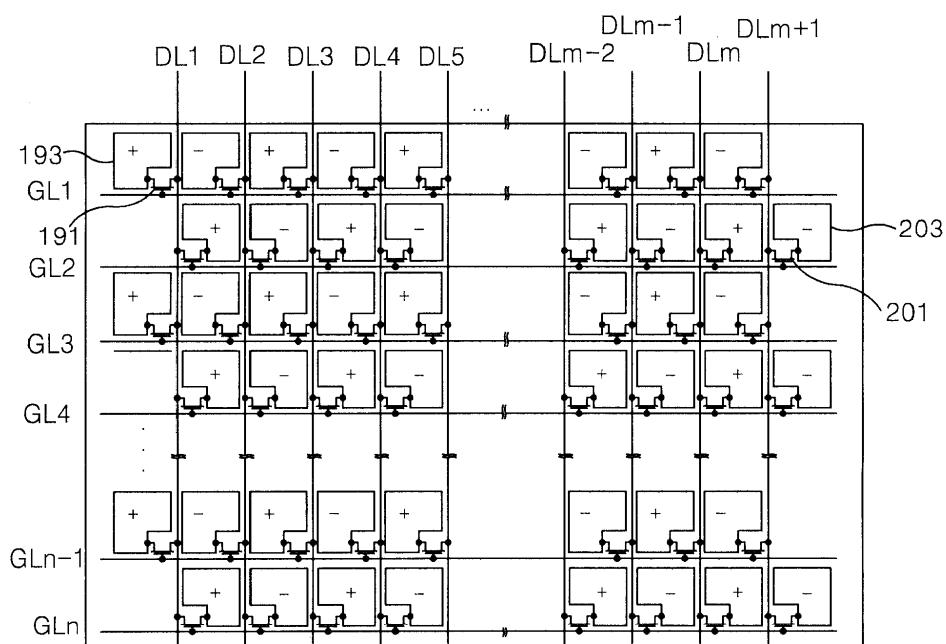 DLm-1 DLm+1
DL1 DL2 DL3 DL4 DL5 DLm-2 DLm
...
193 + - + - + - + -
GL1
191 + - + - + - + - 203
GL2
+ - + - + - + - 201
GL3
+ - + - + - + -
GL4
+ - + - + - + -
GLn-1
+ - + - + - + -
GLn